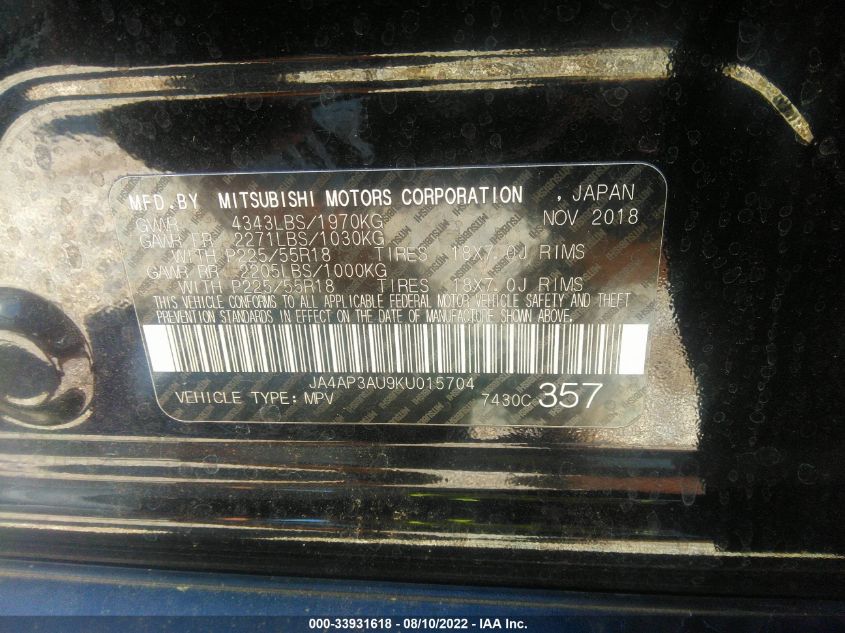 MFD.BY MITSUBISHI MOTORS CORPORATION , JAPAN
GVWR 4343LBS/1970KG NOV 2018
GAWR FR 2271LBS/1030KG
WITH P225/55R18 TIRES 18X7.0J RIMS
GAWR RR 2205LBS/1000KG
WITH P225/55R18 TIRES 18X7.0J RIMS
THIS VEHICLE CONFORMS TO ALL APPLICABLE FEDERAL MOTOR VEHICLE SAFETY AND THEFT
PREVENTION STANDARDS IN EFFECT ON THE DATE OF MANUFACTURE SHOWN ABOVE.
JA4AP3AU9KU015704
VEHICLE TYPE: MPV 7430C 357
000-33931618 - 08/10/2022 - IAA Inc.